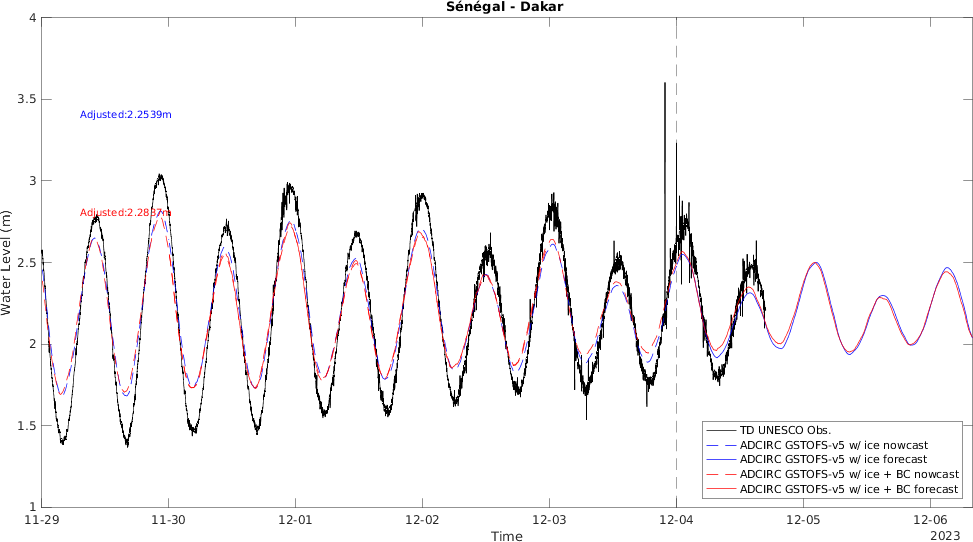 Sénégal - Dakar
4
3.5
3
2.5
2
1.5
1
Water Level (m)
Adjusted:2.2539m
Adjusted:2.2837m
TD UNESCO Obs.
ADCIRC GSTOFS-v5 w/ ice nowcast
ADCIRC GSTOFS-v5 w/ ice forecast
ADCIRC GSTOFS-v5 w/ ice + BC nowcast
ADCIRC GSTOFS-v5 w/ ice + BC forecast
11-29 11-30 12-01 12-02 12-03 12-04 12-05 12-06
Time
2023